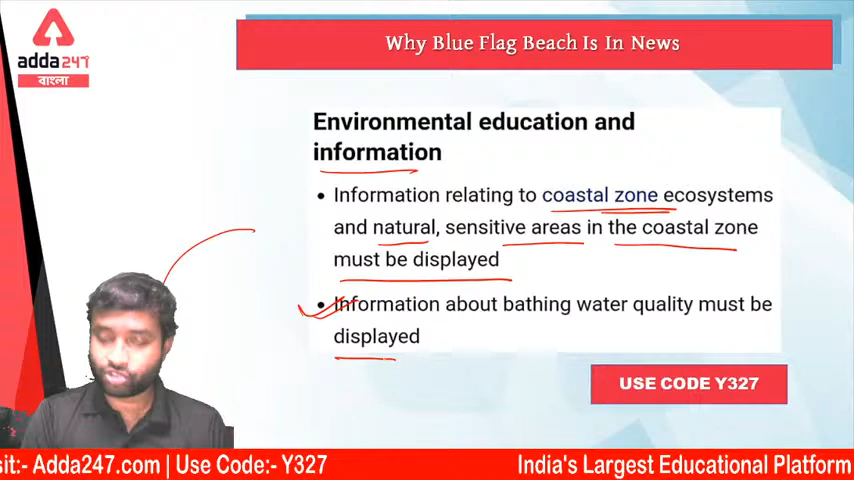 adda247
বাংলা
Why Blue Flag Beach Is In News
Environmental education and
information
• Information relating to coastal zone ecosystems
and natural, sensitive areas in the coastal zone
must be displayed
• Information about bathing water quality must be
displayed
USE CODE Y327
sit:- Adda247.com | Use Code:- Y327
India's Largest Educational Platform